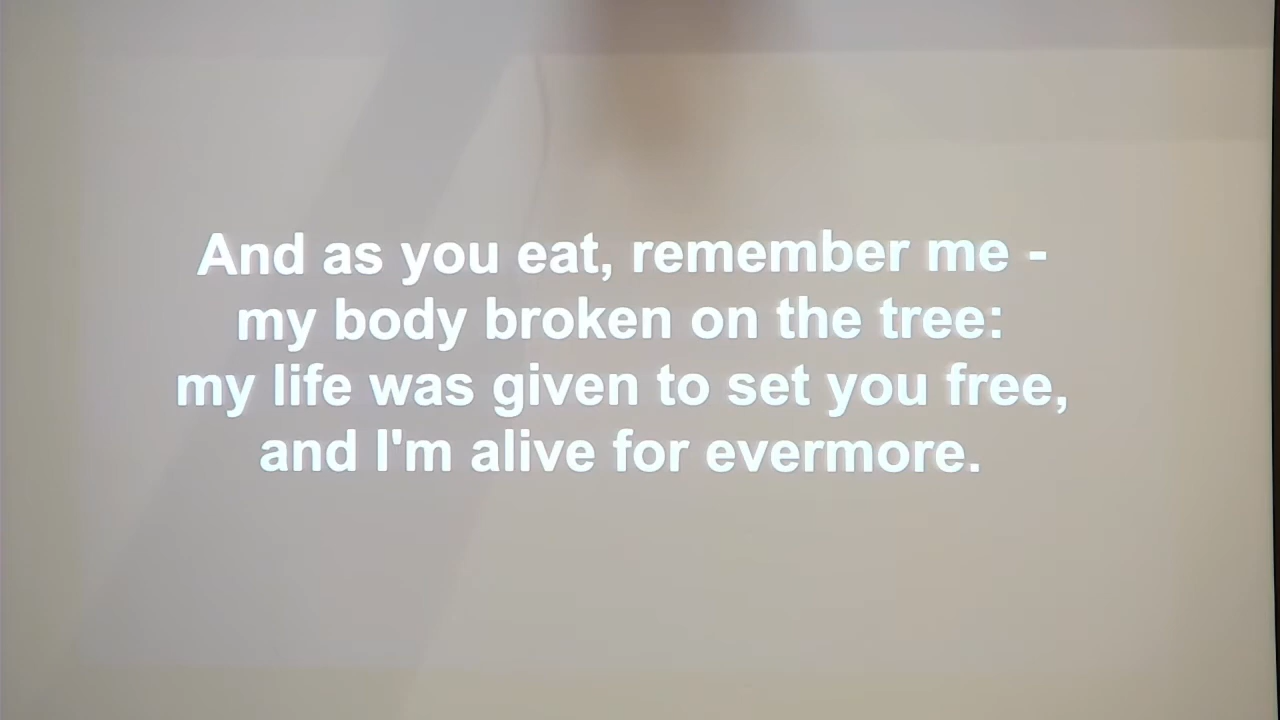 And as you eat, remember me -
my body broken on the tree:
my life was given to set you free,
and I'm alive for evermore.